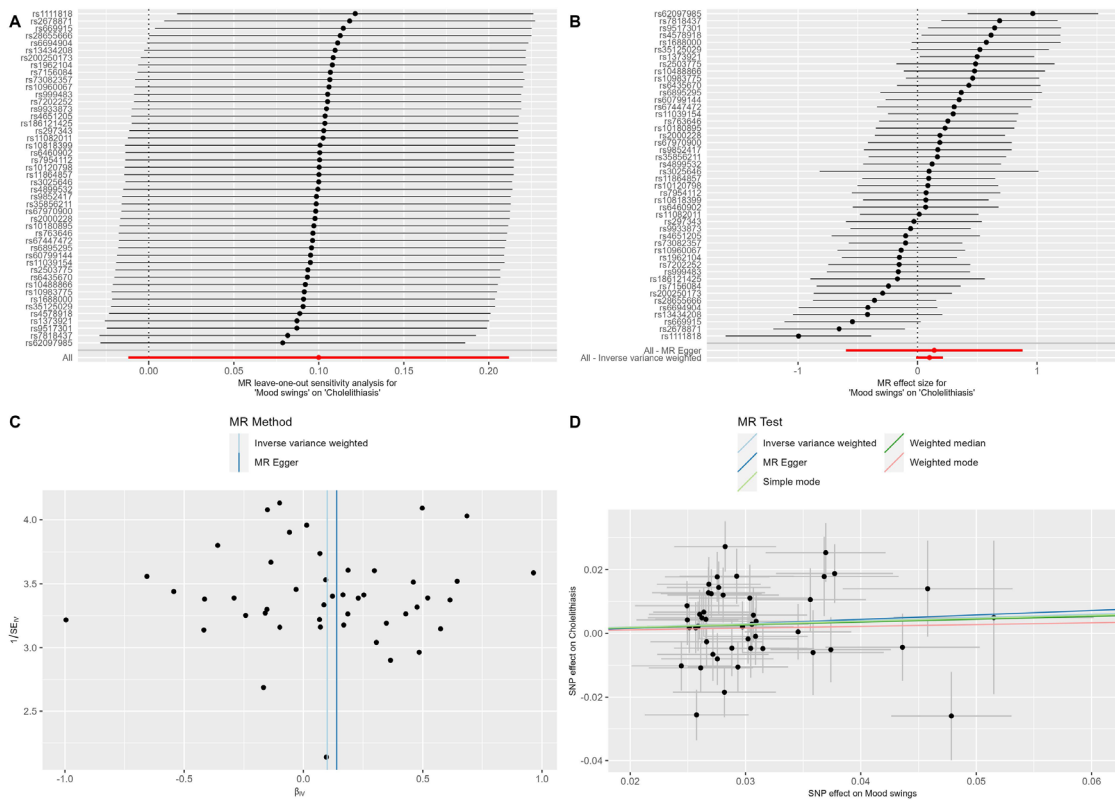 A
rs1111818
rs2678871
rs669915
rs28655666
rs6694904
rs13434208
rs200250173
rs1962104
rs7156084
rs73082357
rs10960067
rs999483
rs7202252
rs9933873
rs4651205
rs186121425
rs297343
rs11082011
rs10818399
rs6460902
rs7954112
rs10120798
rs11864857
rs3025646
rs4899532
rs9852417
rs35856211
rs67970900
rs2000228
rs10180895
rs763646
rs67447472
rs6895295
rs60799144
rs11039154
rs2503775
rs6435670
rs10488866
rs10983775
rs1688000
rs35125029
rs4578918
rs1373921
rs9517301
rs7818437
rs62097985
All
0.00 0.05 0.10 0.15 0.20
MR leave-one-out sensitivity analysis for
'Mood swings' on 'Cholelithiasis'
B
rs62097985
rs7818437
rs9517301
rs4578918
rs1688000
rs35125029
rs1373921
rs2503775
rs10488866
rs10983775
rs6435670
rs6895295
rs60799144
rs67447472
rs11039154
rs763646
rs10180895
rs2000228
rs67970900
rs9852417
rs35856211
rs4899532
rs3025646
rs11864857
rs10120798
rs7954112
rs10818399
rs6460902
rs11082011
rs297343
rs9933873
rs4651205
rs73082357
rs10960067
rs1962104
rs7202252
rs999483
rs186121425
rs7156084
rs200250173
rs28655666
rs6694904
rs13434208
rs669915
rs2678871
rs1111818
All - MR Egger
All - Inverse variance weighted
-1 0 1
MR effect size for
'Mood swings' on 'Cholelithiasis'
C
MR Method
Inverse variance weighted
MR Egger
4.0
3.5
3.0
2.5
1/SE_IV
-1.0 -0.5 0.0 0.5 1.0
β_IV
D
MR Test
Inverse variance weighted
MR Egger
Simple mode
Weighted median
Weighted mode
0.02
0.00
-0.02
-0.04
SNP effect on Cholelithiasis
0.02 0.03 0.04 0.05 0.06
SNP effect on Mood swings